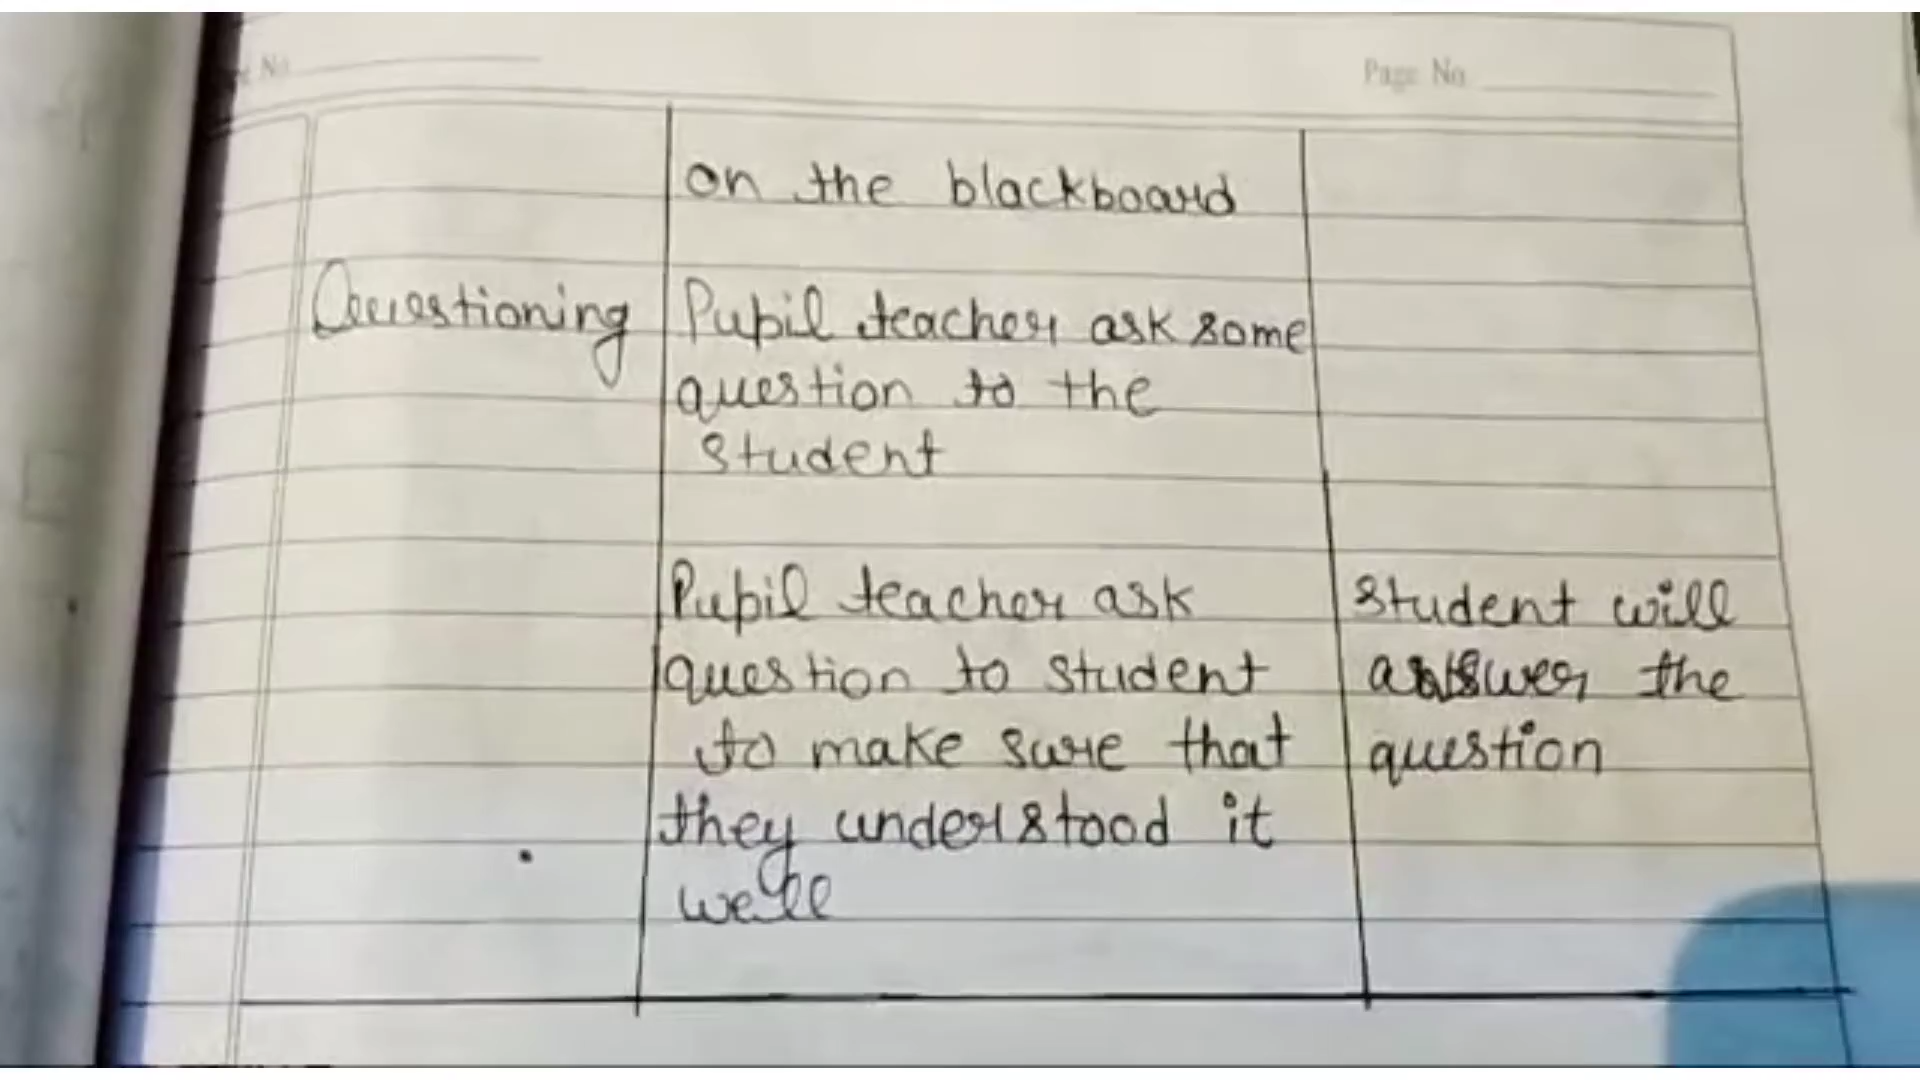 Page No
on the blackboard
Questioning
Pupil teacher ask some
question to the
student
Pupil teacher ask
question to student
to make sure that
they understood it
well
student will
answer the
question